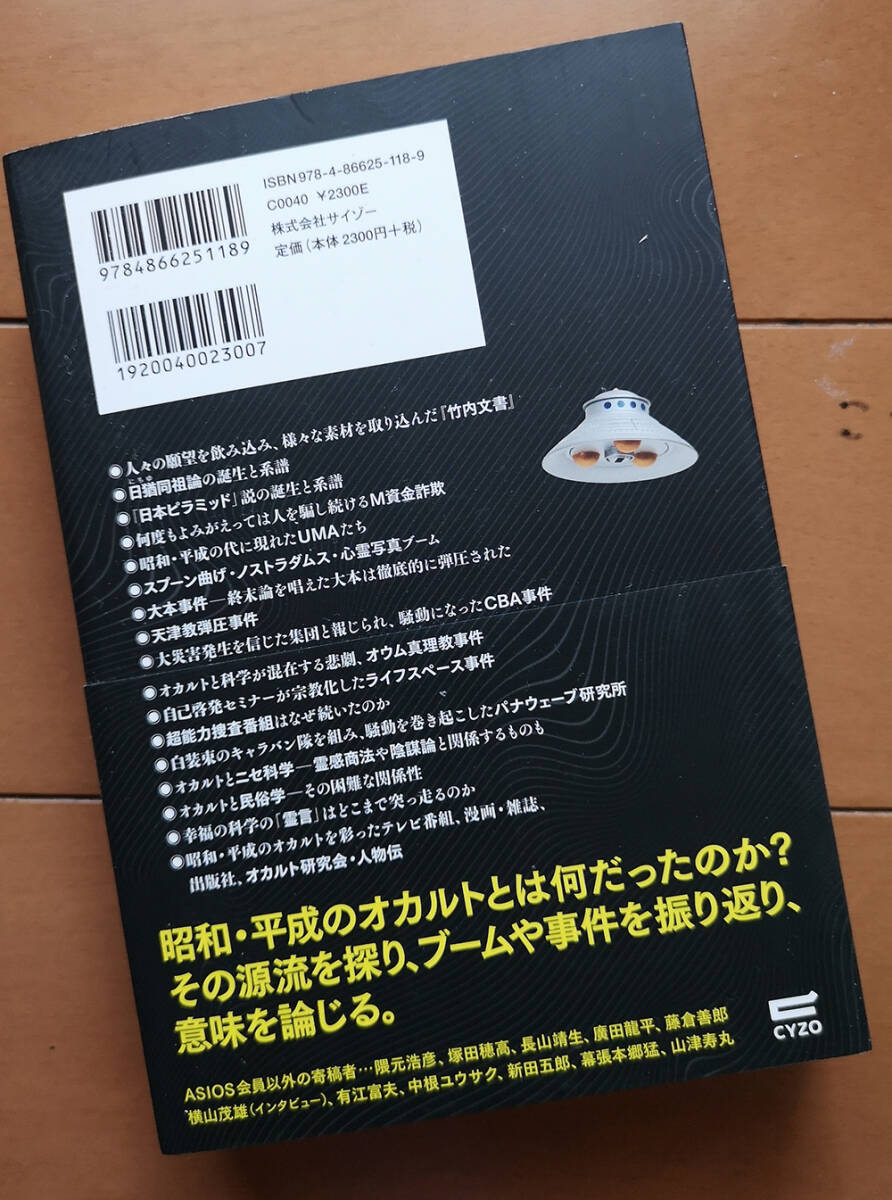 ISBN978-4-86625-118-9
C0040 ¥2300E
株式会社サイゾー
定価（本体2300円＋税）
9784866251189
1920040023007
◉人々の願望を飲み込み、様々な素材を取り込んだ『竹内文書』
◉日猶同祖論の誕生と系譜
にちゆ
◉「日本ピラミッド」説の誕生と系譜
◉何度もよみがえっては人を騙し続けるM資金詐欺
◉昭和・平成の代に現れたUMAたち
◉スプーン曲げ・ノストラダムス・心霊写真ブーム
◉大本事件―終末論を唱えた大本は徹底的に弾圧された
◉天津教弾圧事件
◉大災害発生を信じた集団と報じられ、騒動になったCBA事件
◉オカルトと科学が混在する悲劇、オウム真理教事件
◉自己啓発セミナーが宗教化したライフスペース事件
◉超能力捜査番組はなぜ続いたのか
◉白装束のキャラバン隊を組み、騒動を巻き起こしたパナウェーブ研究所
◉オカルトとニセ科学―霊感商法や陰謀論と関係するものも
◉オカルトと民俗学―その困難な関係性
◉幸福の科学の「霊言」はどこまで突っ走るのか
◉昭和・平成のオカルトを彩ったテレビ番組、漫画・雑誌、
出版社、オカルト研究会・人物伝
昭和・平成のオカルトとは何だったのか？
その源流を探り、ブームや事件を振り返り、
意味を論じる。
CYZO
ASIOS会員以外の寄稿者…隈元浩彦、塚田穂高、長山靖生、廣田龍平、藤倉善郎
横山茂雄（インタビュー）、有江富夫、中根ユウサク、新田五郎、幕張本郷猛、山津寿丸